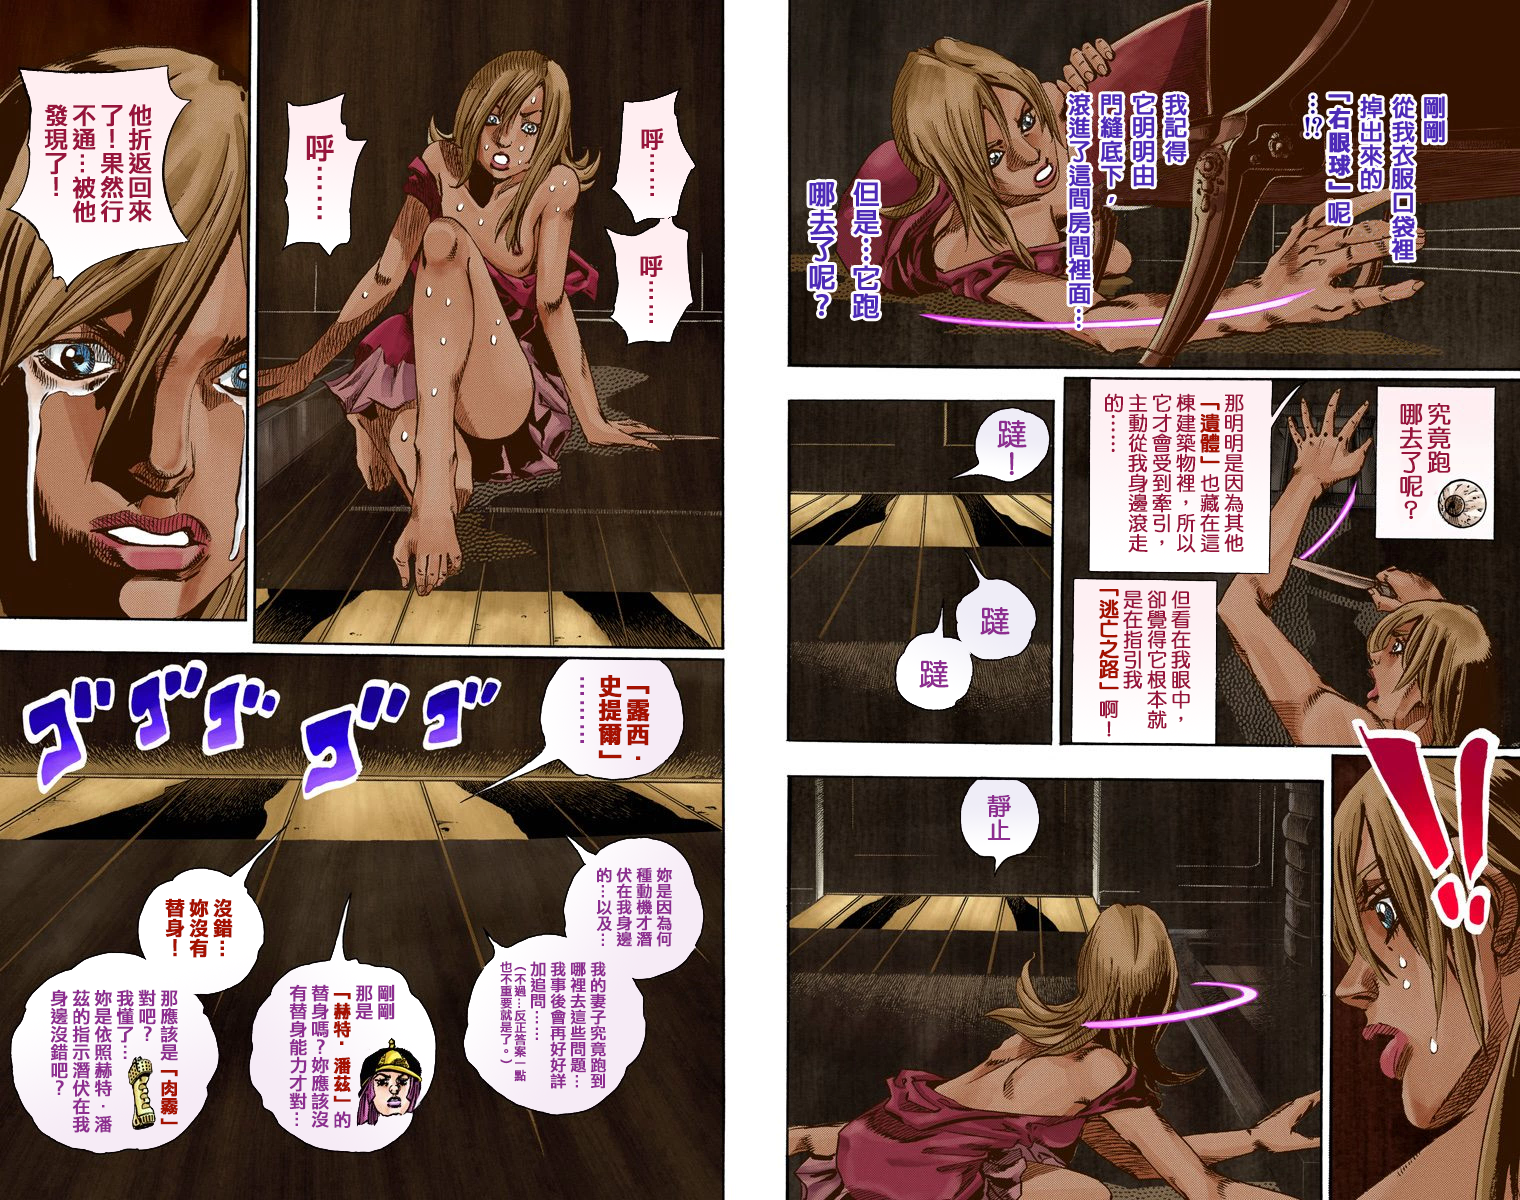 剛剛
從我衣服口袋裡
掉出來的
「右眼球」呢
…⁉
我記得
它明明由
門縫底下，
滾進了這間房間裡面…
但是…它跑
哪去了呢？
究竟跑
哪去了呢？
那明明是因為其他
「遺體」也藏在這
棟建築物裡，所以
它才會受到牽引，
主動從我身邊滾走
的……
但看在我眼中，
卻覺得它根本就
是在指引我
「逃亡之路」啊！
躂！
躂
躂
!!
靜止
呼……
呼……
呼……
他折返回來
了！果然行
不通…被他
發現了！
「露西．
史提爾」
………
ゴゴゴゴゴ
妳是因為何
種動機才潛
伏在我身邊
的…以及…
我的妻子究竟跑到
哪裡去這些問題…
我事後會再好好詳
加追問……
（不過…反正答案一點
也不重要就是了。）
剛剛
那是
「赫特．潘茲」的
替身嗎？妳應該沒
有替身能力才對…
沒錯…
妳沒有
替身！
那應該是「肉霧」
對吧？
我懂了…
妳是依照赫特．潘
茲的指示潛伏在我
身邊沒錯吧？